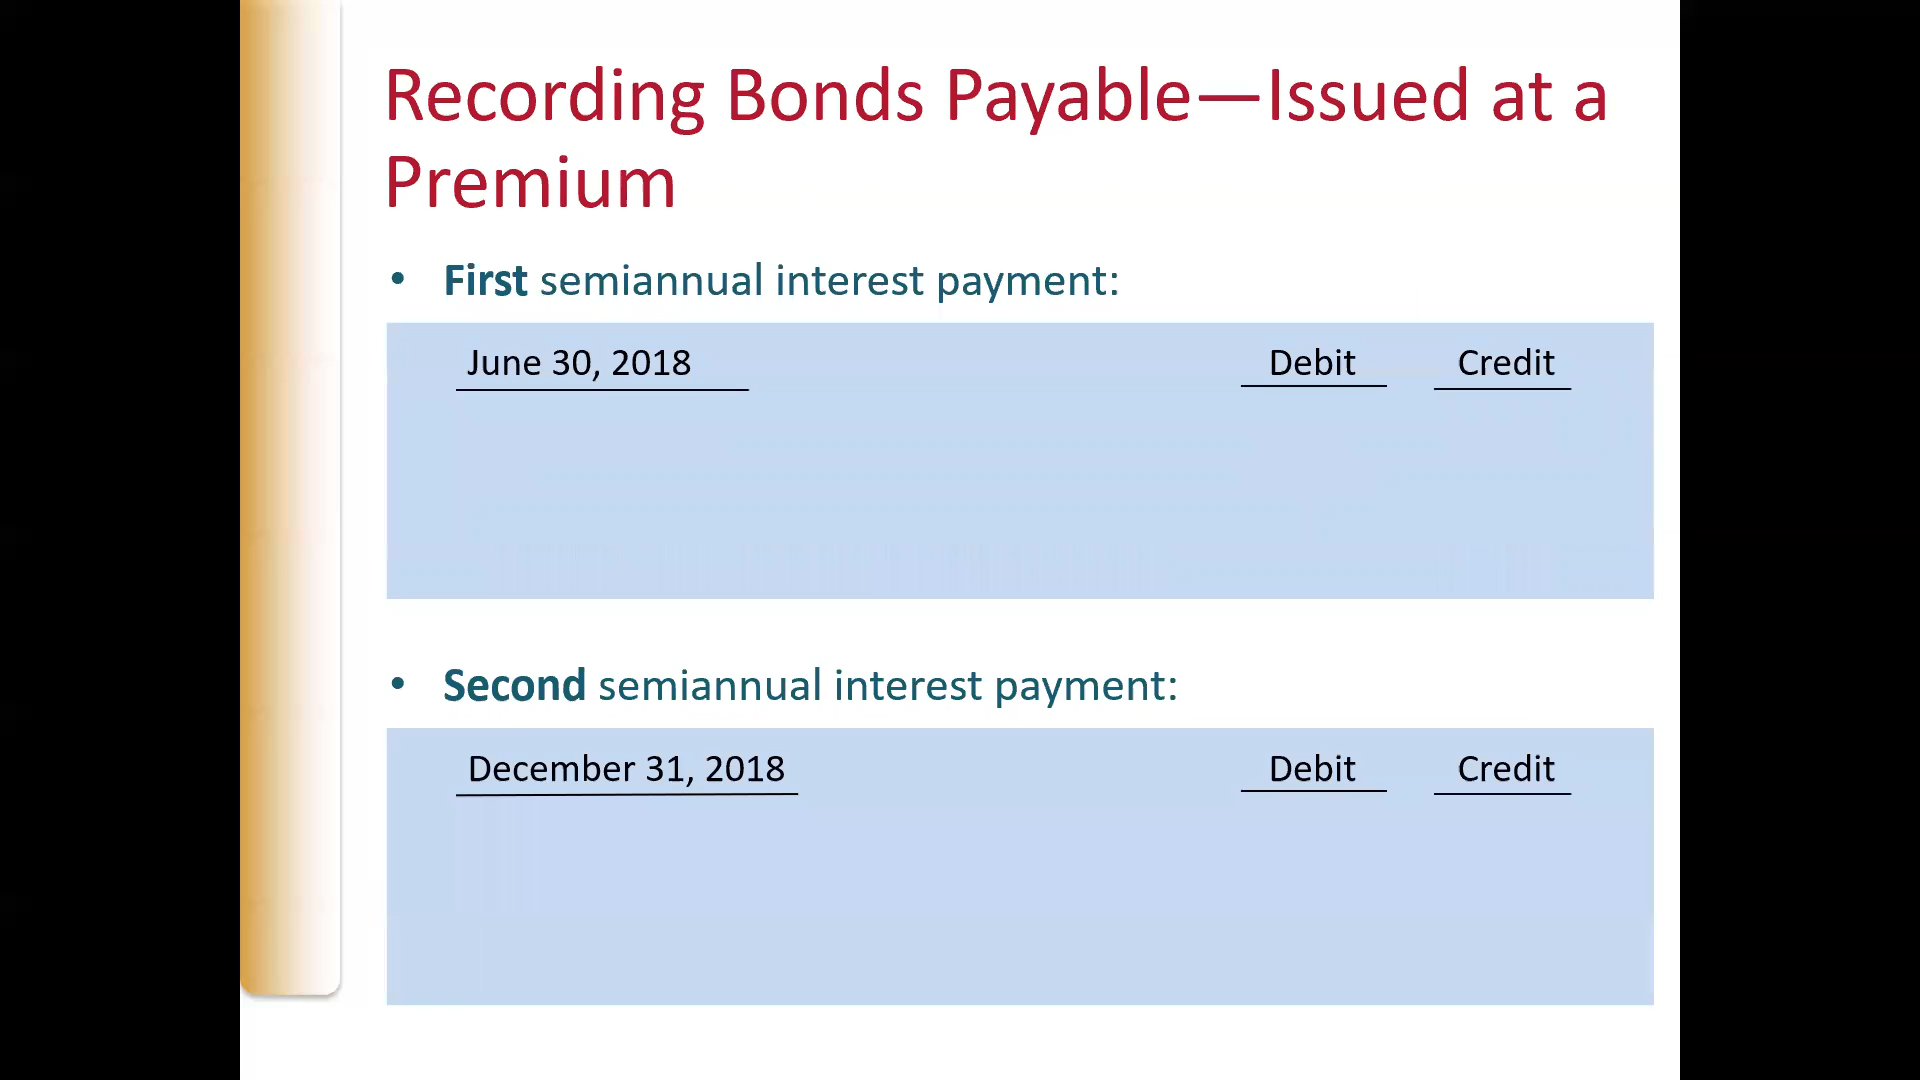 Recording Bonds Payable—Issued at a
Premium
• First semiannual interest payment:
June 30, 2018 Debit Credit
• Second semiannual interest payment:
December 31, 2018 Debit Credit